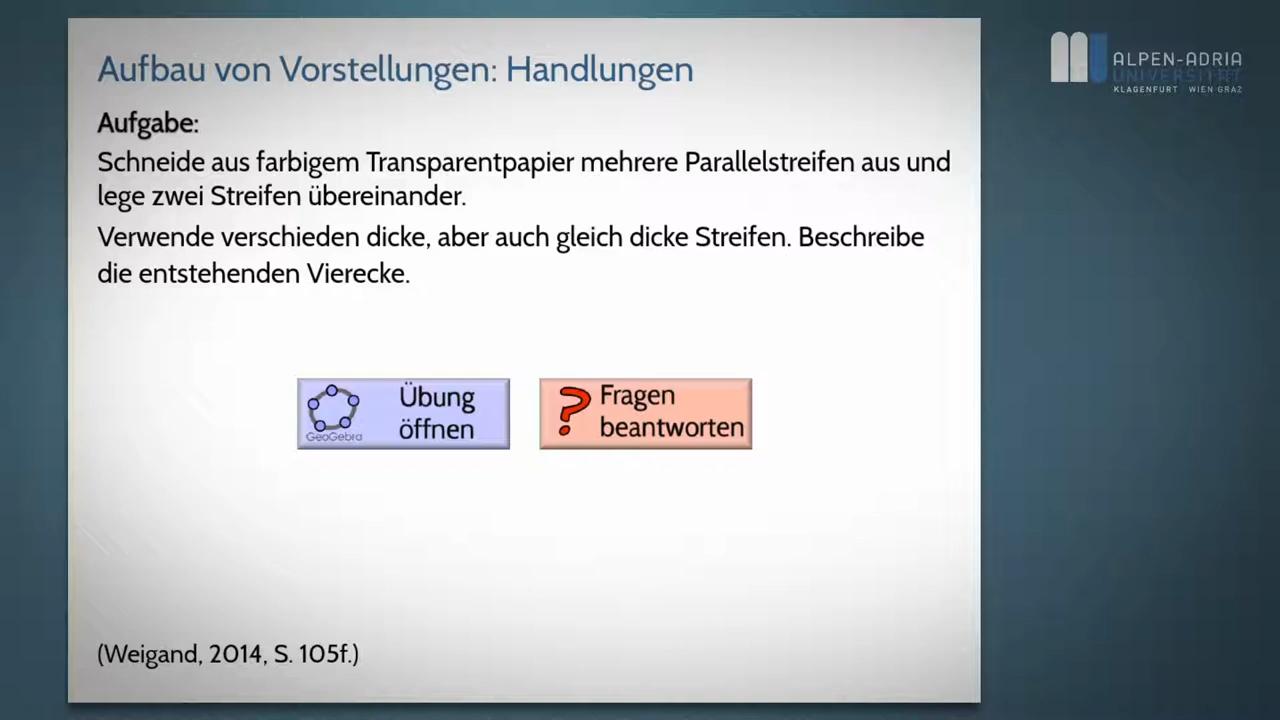 Aufbau von Vorstellungen: Handlungen
ALPEN-ADRIA
UNIVERSITÄT
KLAGENFURT WIEN GRAZ
Aufgabe:
Schneide aus farbigem Transparentpapier mehrere Parallelstreifen aus und
lege zwei Streifen übereinander.
Verwende verschieden dicke, aber auch gleich dicke Streifen. Beschreibe
die entstehenden Vierecke.
Übung
öffnen
GeoGebra
?
Fragen
beantworten
(Weigand, 2014, S. 105f.)